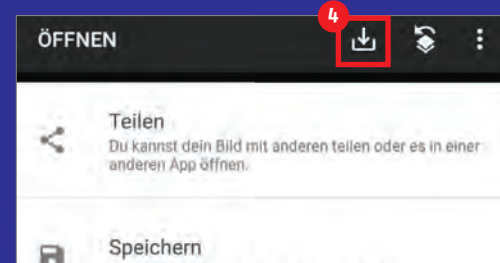 4
ÖFFNEN
Teilen
Du kannst dein Bild mit anderen teilen oder es in einer
anderen App öffnen.
Speichern